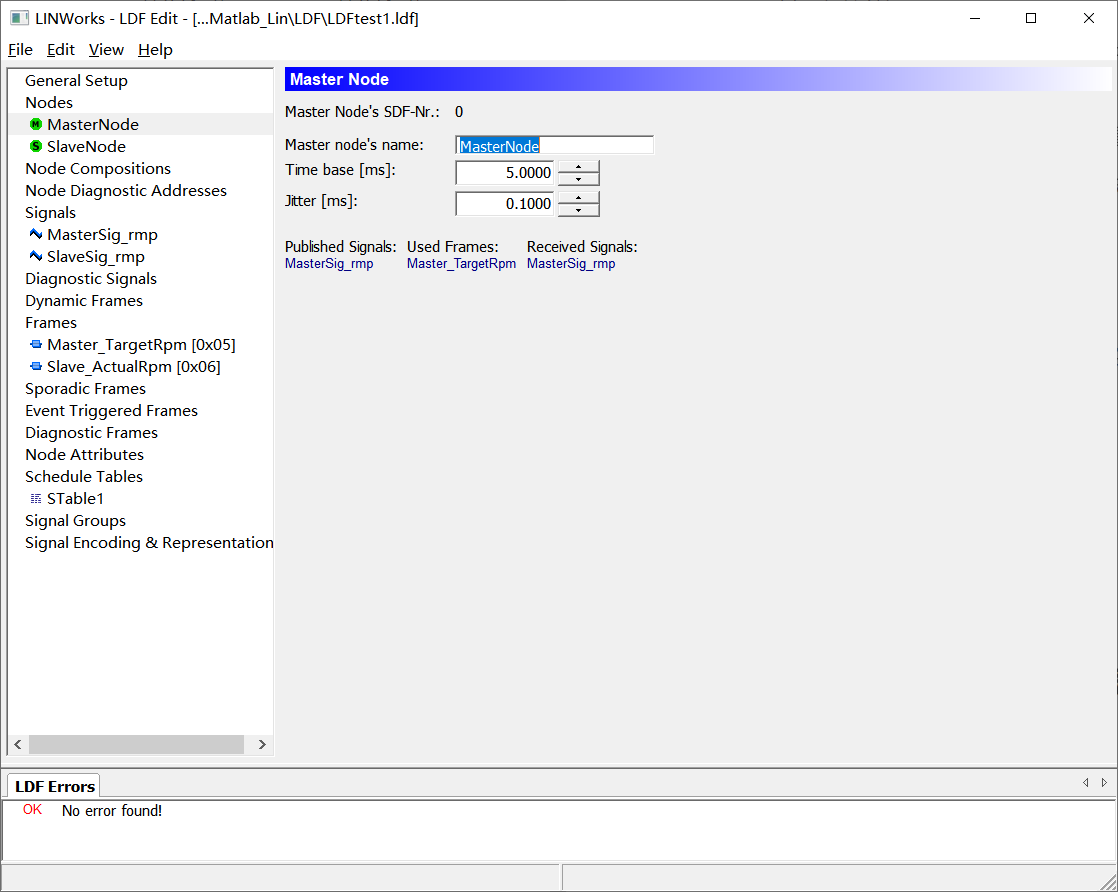 LINWorks - LDF Edit - [...Matlab_Lin\LDF\LDFtest1.ldf]
File Edit View Help
General Setup
Nodes
M MasterNode
S SlaveNode
Node Compositions
Node Diagnostic Addresses
Signals
MasterSig_rmp
SlaveSig_rmp
Diagnostic Signals
Dynamic Frames
Frames
Master_TargetRpm [0x05]
Slave_ActualRpm [0x06]
Sporadic Frames
Event Triggered Frames
Diagnostic Frames
Node Attributes
Schedule Tables
STable1
Signal Groups
Signal Encoding & Representation
Master Node
Master Node's SDF-Nr.: 0
Master node's name: MasterNode
Time base [ms]: 5.0000
Jitter [ms]: 0.1000
Published Signals: Used Frames: Received Signals:
MasterSig_rmp Master_TargetRpm MasterSig_rmp
LDF Errors
OK No error found!